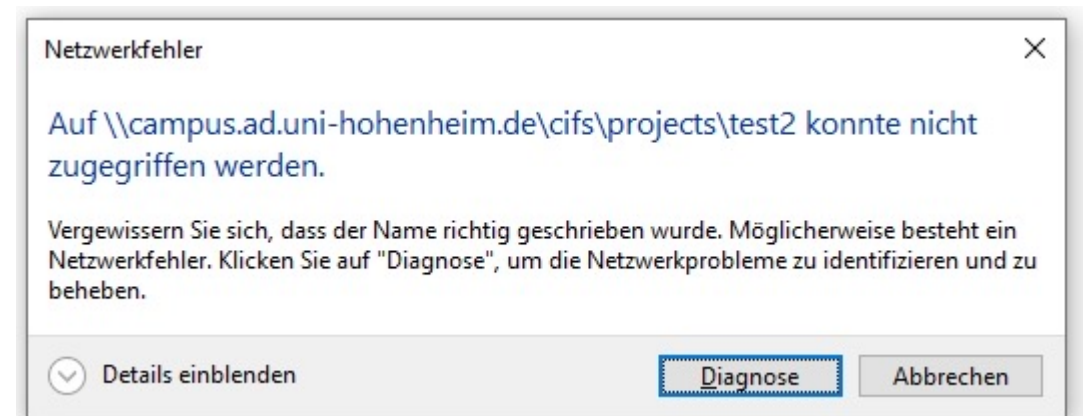 Netzwerkfehler
Auf \\campus.ad.uni-hohenheim.de\cifs\projects\test2 konnte nicht
zugegriffen werden.
Vergewissern Sie sich, dass der Name richtig geschrieben wurde. Möglicherweise besteht ein
Netzwerkfehler. Klicken Sie auf "Diagnose", um die Netzwerkprobleme zu identifizieren und zu
beheben.
Details einblenden Diagnose Abbrechen